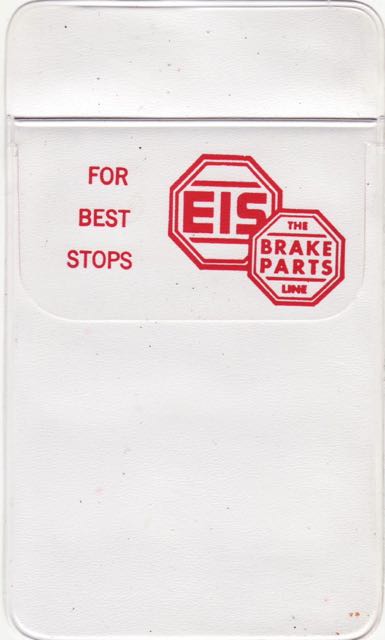 FOR
BEST
STOPS
EIS
THE
BRAKE
PARTS
LINE